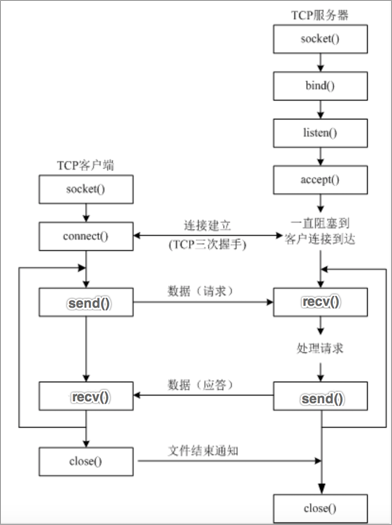 TCP服务器
socket()
bind()
listen()
accept()
TCP客户端
socket()
connect()
连接建立
(TCP三次握手)
一直阻塞到
客户连接到达
send()
数据（请求）
recv()
处理请求
recv()
数据（应答）
send()
close()
文件结束通知
close()